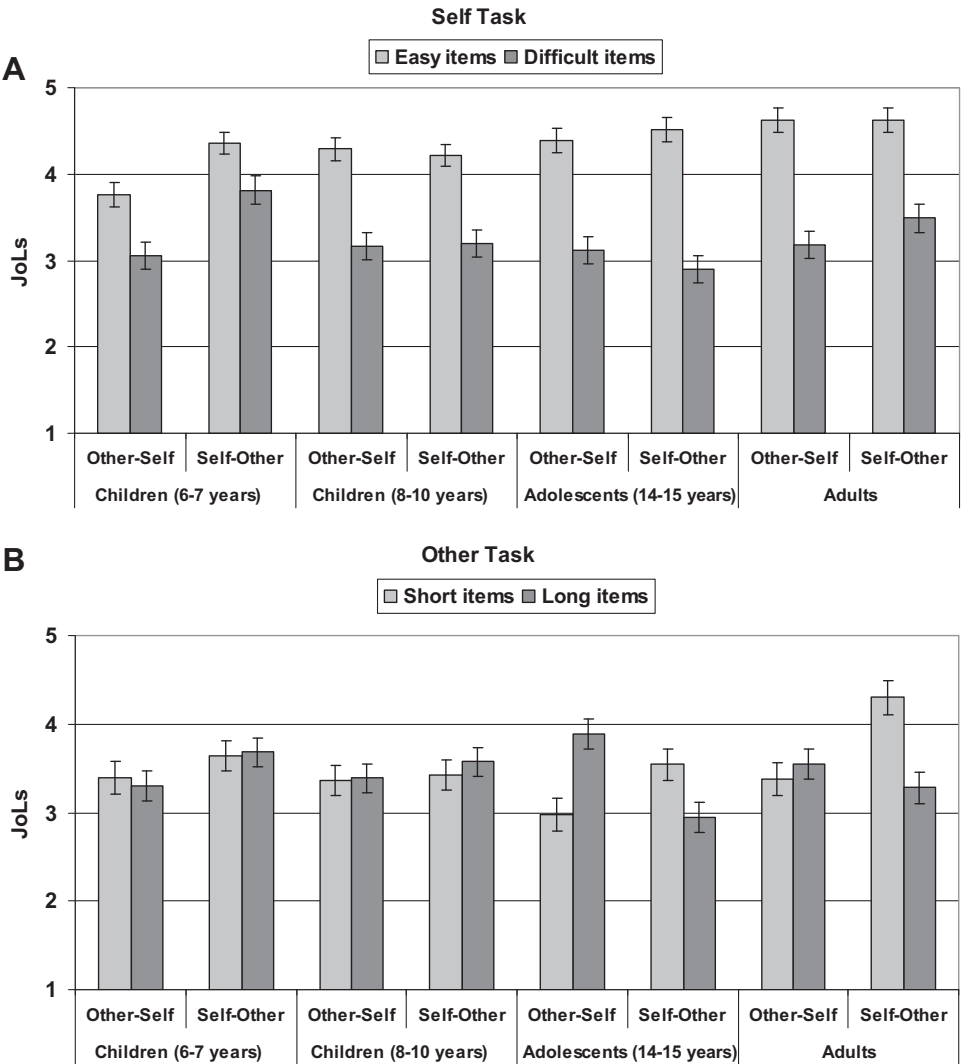 Self Task
Easy items Difficult items
A
5
4
3
2
1
JoLs
Other-Self Self-Other Other-Self Self-Other Other-Self Self-Other Other-Self Self-Other
Children (6-7 years) Children (8-10 years) Adolescents (14-15 years) Adults
B
Other Task
Short items Long items
5
4
3
2
1
JoLs
Other-Self Self-Other Other-Self Self-Other Other-Self Self-Other Other-Self Self-Other
Children (6-7 years) Children (8-10 years) Adolescents (14-15 years) Adults